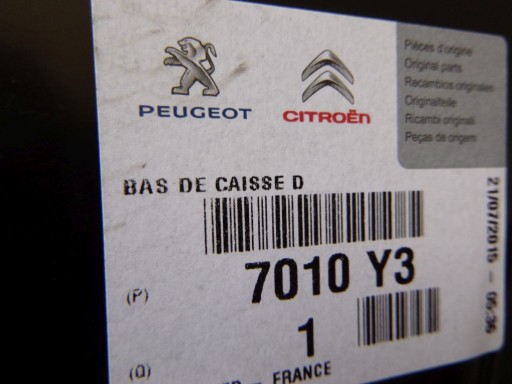 PEUGEOT
CITROËN
Pièces d'origine
Original parts
Recambios originales
Originalteile
Ricambi originali
Peças de origem
BAS DE CAISSE D
(P)
7010 Y3
1
(Q)
- FRANCE
21/07/2015 - 05:36